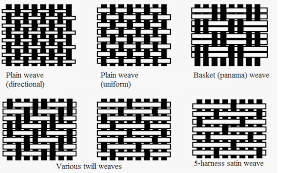 Plain weave
(directional)
Plain weave
(uniform)
Basket (panama) weave
Various twill weaves
5-harness satin weave